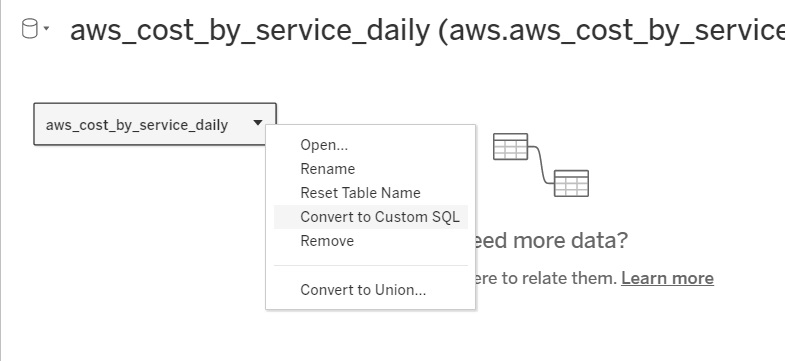 aws_cost_by_service_daily (aws.aws_cost_by_service
aws_cost_by_service_daily
Open...
Rename
Reset Table Name
Convert to Custom SQL
Remove
Convert to Union...
eed more data?
ere to relate them. Learn more